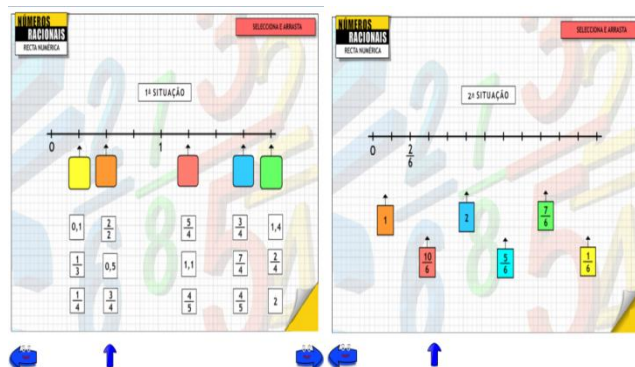 NÚMEROS
RACIONAIS
RECTA NUMÉRICA
SELECCIONA E ARRASTA
1ª SITUAÇÃO
0 1
0,1 2/2 5/4 3/4 1,4
1/3 0,5 1,1 7/4 2/4
1/4 3/4 4/5 4/5 2
NÚMEROS
RACIONAIS
RECTA NUMÉRICA
SELECCIONA E ARRASTA
2ª SITUAÇÃO
0 2/6
1 2 7/6
10/6 5/6 1/6